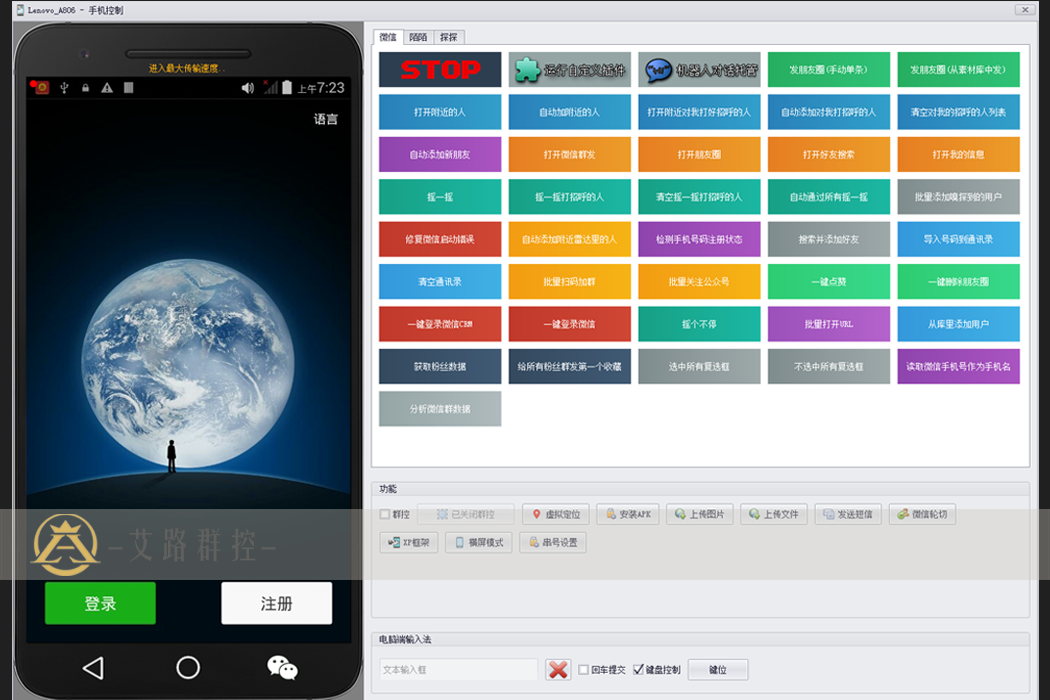 Lenovo_A806 - 手机控制
进入最大传输速度..
上午7:23
语言
登录
注册
艾路群控
微信 陌陌 探探
STOP 运行自定义插件 机器人对话托管 发朋友圈(手动单条) 发朋友圈(从素材库中发)
打开附近的人 自动加附近的人 打开附近对我打好招呼的人 自动添加对我打招呼的人 清空对我的招呼的人列表
自动添加新朋友 打开微信群发 打开朋友圈 打开好友搜索 打开我的信息
摇一摇 摇一摇打招呼的人 清空摇一摇打招呼的人 自动通过所有摇一摇 批量添加嗅探到的用户
修复微信启动错误 自动添加附近雷达里的人 检测手机号码注册状态 搜索并添加好友 导入号码到通讯录
清空通讯录 批量扫码加群 批量关注公众号 一键点赞 一键删除朋友圈
一键登录微信CRM 一键登录微信 摇个不停 批量打开URL 从库里添加用户
获取粉丝数据 给所有粉丝群发第一个收藏 选中所有复选框 不选中所有复选框 读取微信手机号作为手机名
分析微信群数据
功能
群控 已关闭群控 虚拟定位 安装APK 上传图片 上传文件 发送短信 微信轮切
XP框架 横屏模式 串号设置
电脑端输入法
文本输入框 回车提交 键盘控制 键位